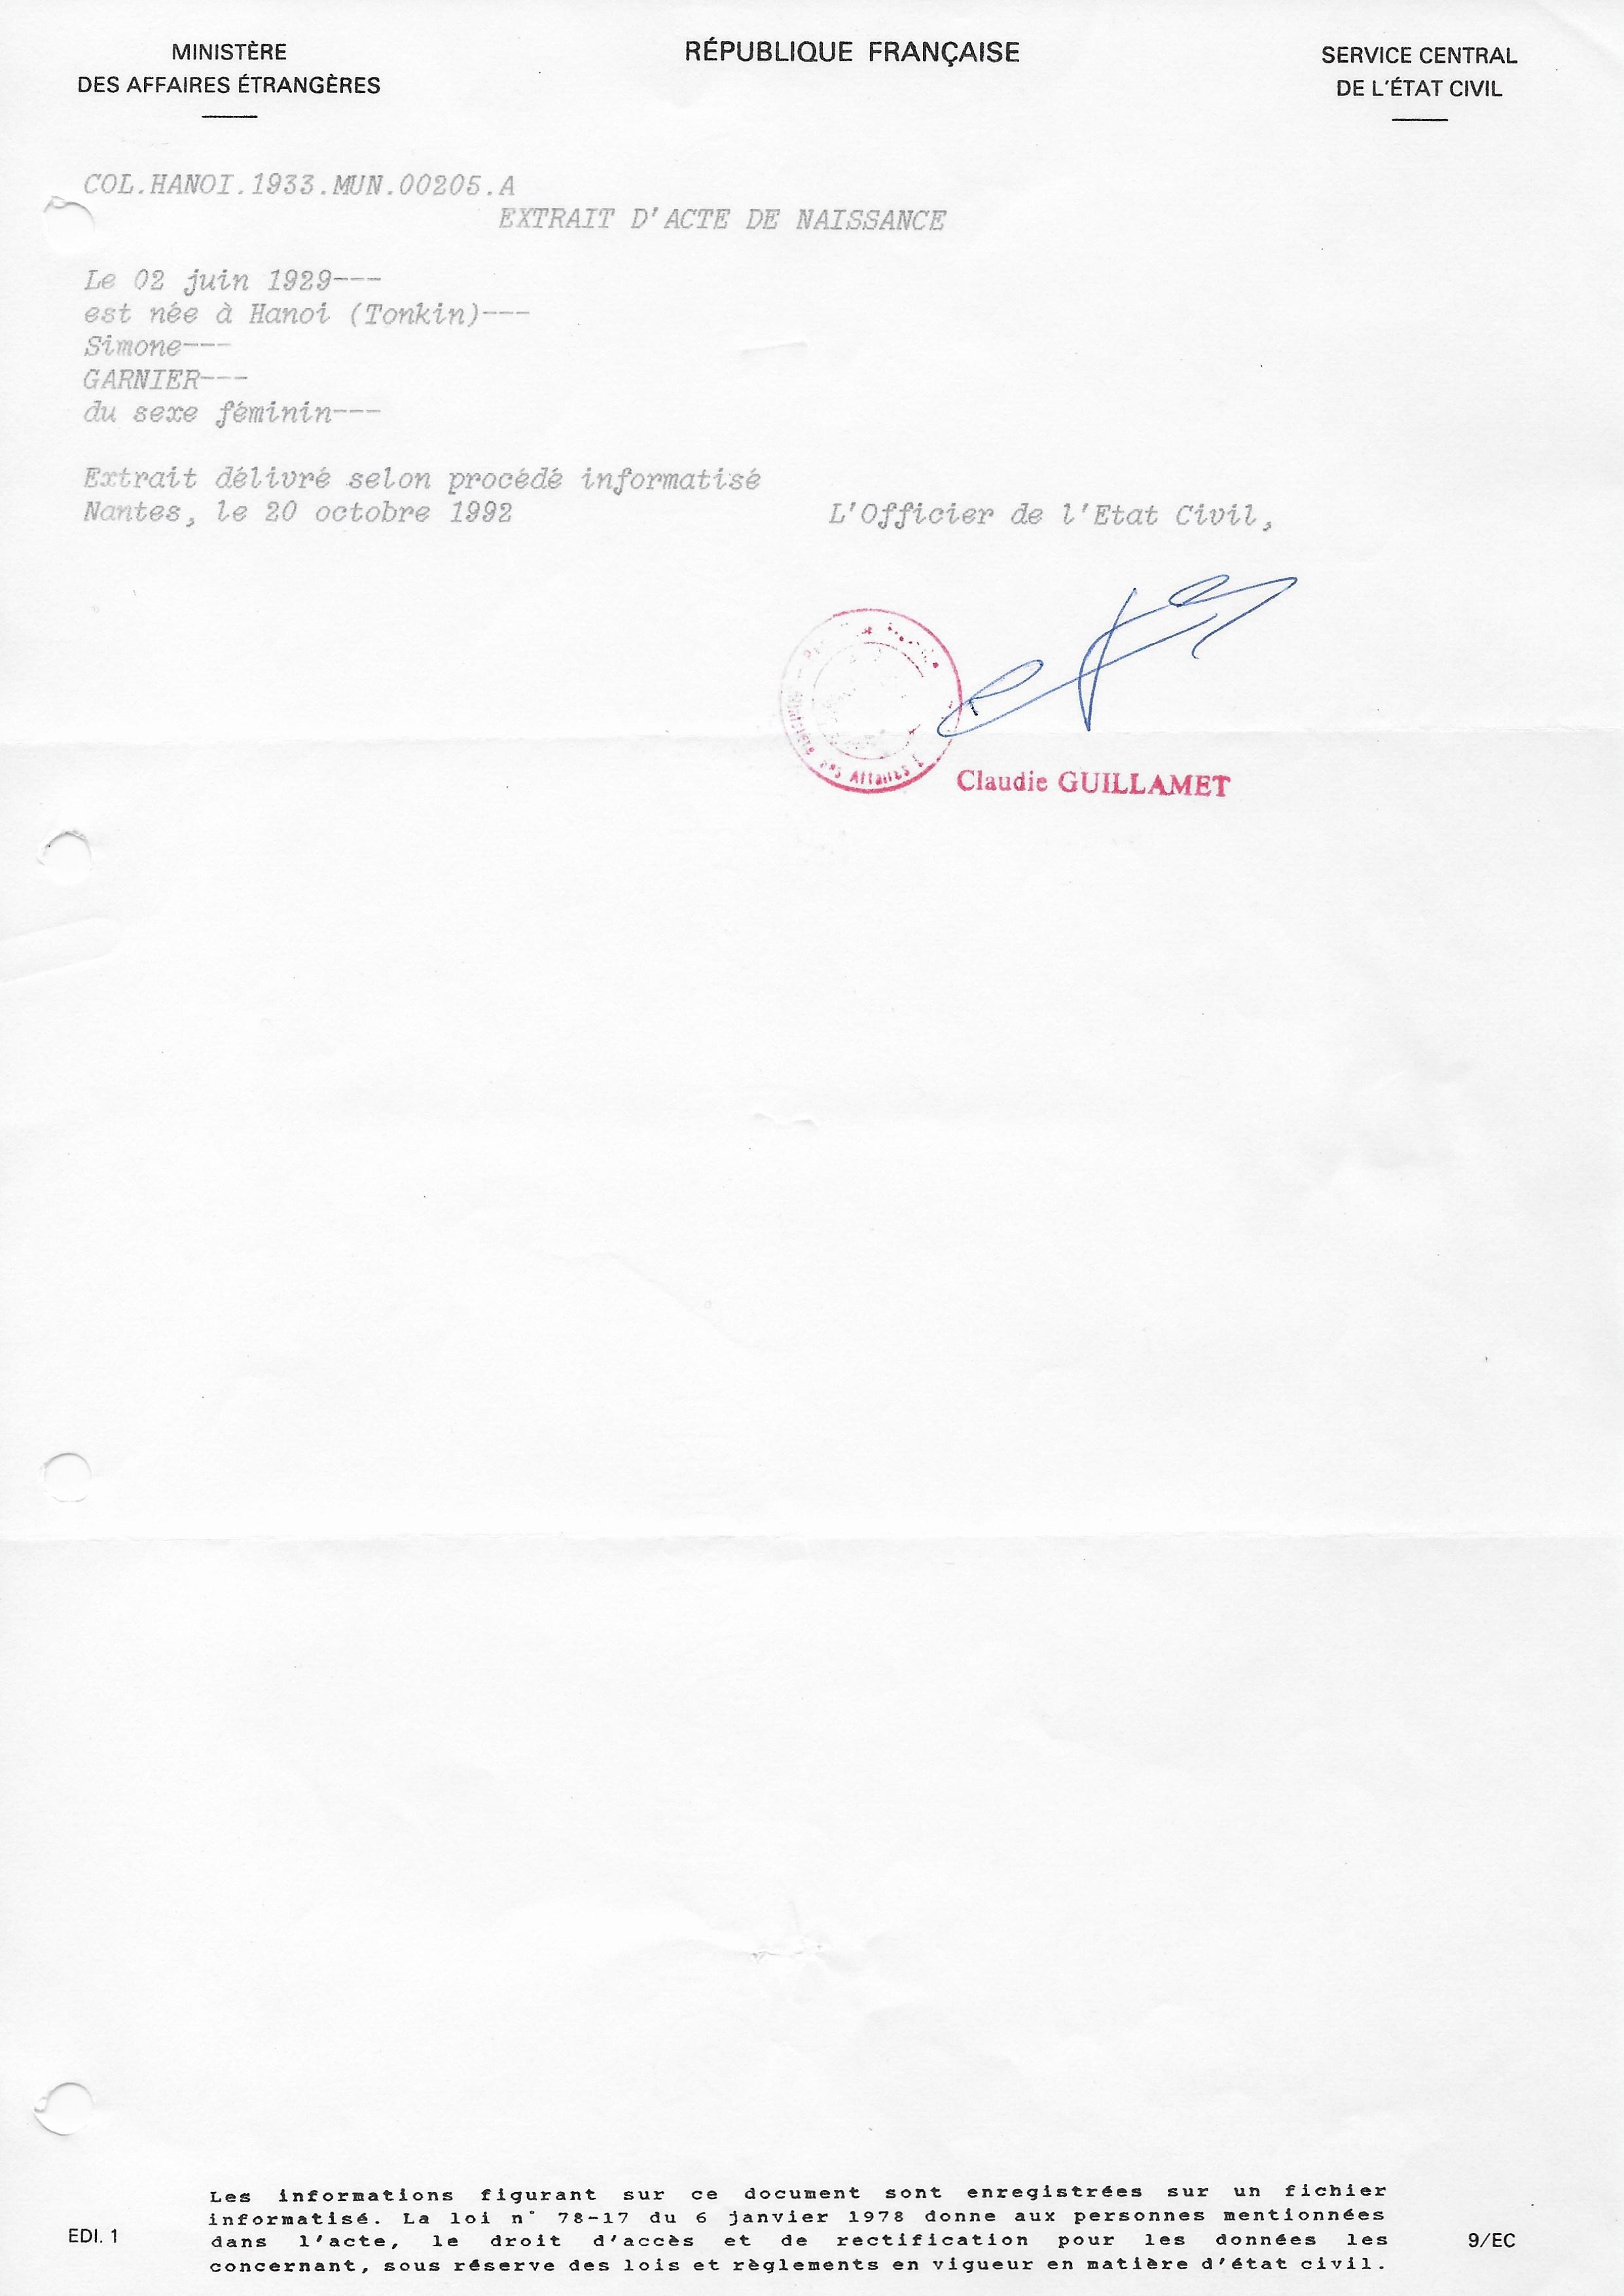 MINISTÈRE
DES AFFAIRES ÉTRANGÈRES
RÉPUBLIQUE FRANÇAISE
SERVICE CENTRAL
DE L'ÉTAT CIVIL
COL.HANOI.1933.MUN.00205.A
EXTRAIT D'ACTE DE NAISSANCE
Le 02 juin 1929---
est née à Hanoi (Tonkin)---
Simone---
GARNIER---
du sexe féminin---
Extrait délivré selon procédé informatisé
Nantes, le 20 octobre 1992
L'Officier de l'Etat Civil,
des Affaires
Claudie GUILLAMET
Les informations figurant sur ce document sont enregistrées sur un fichier
informatisé. La loi n° 78-17 du 6 janvier 1978 donne aux personnes mentionnées
dans l'acte, le droit d'accès et de rectification pour les données les
concernant, sous réserve des lois et règlements en vigueur en matière d'état civil.
EDI. 1
9/EC